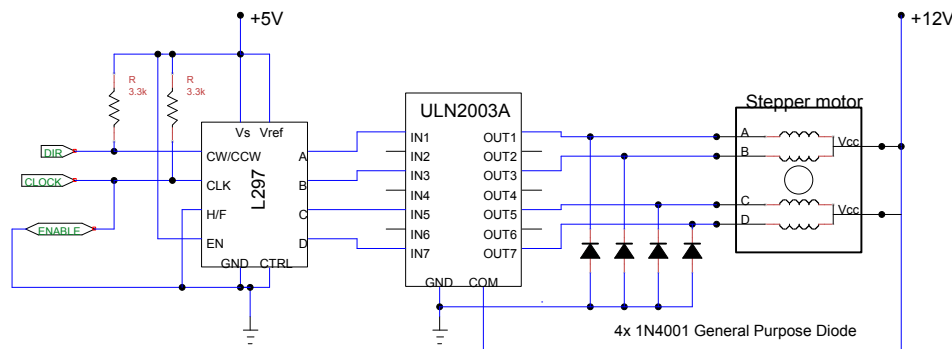 +5V
+12V
R
3.3k
R
3.3k
ULN2003A
Stepper motor
Vs Vref
DIR
CW/CCW
A
IN1
OUT1
A
Vcc
IN2
OUT2
B
CLOCK
CLK
L297
B
IN3
OUT3
IN4
OUT4
H/F
C
IN5
OUT5
C
Vcc
ENABLE
IN6
OUT6
D
EN
D
IN7
OUT7
GND CTRL
GND COM
4x 1N4001 General Purpose Diode